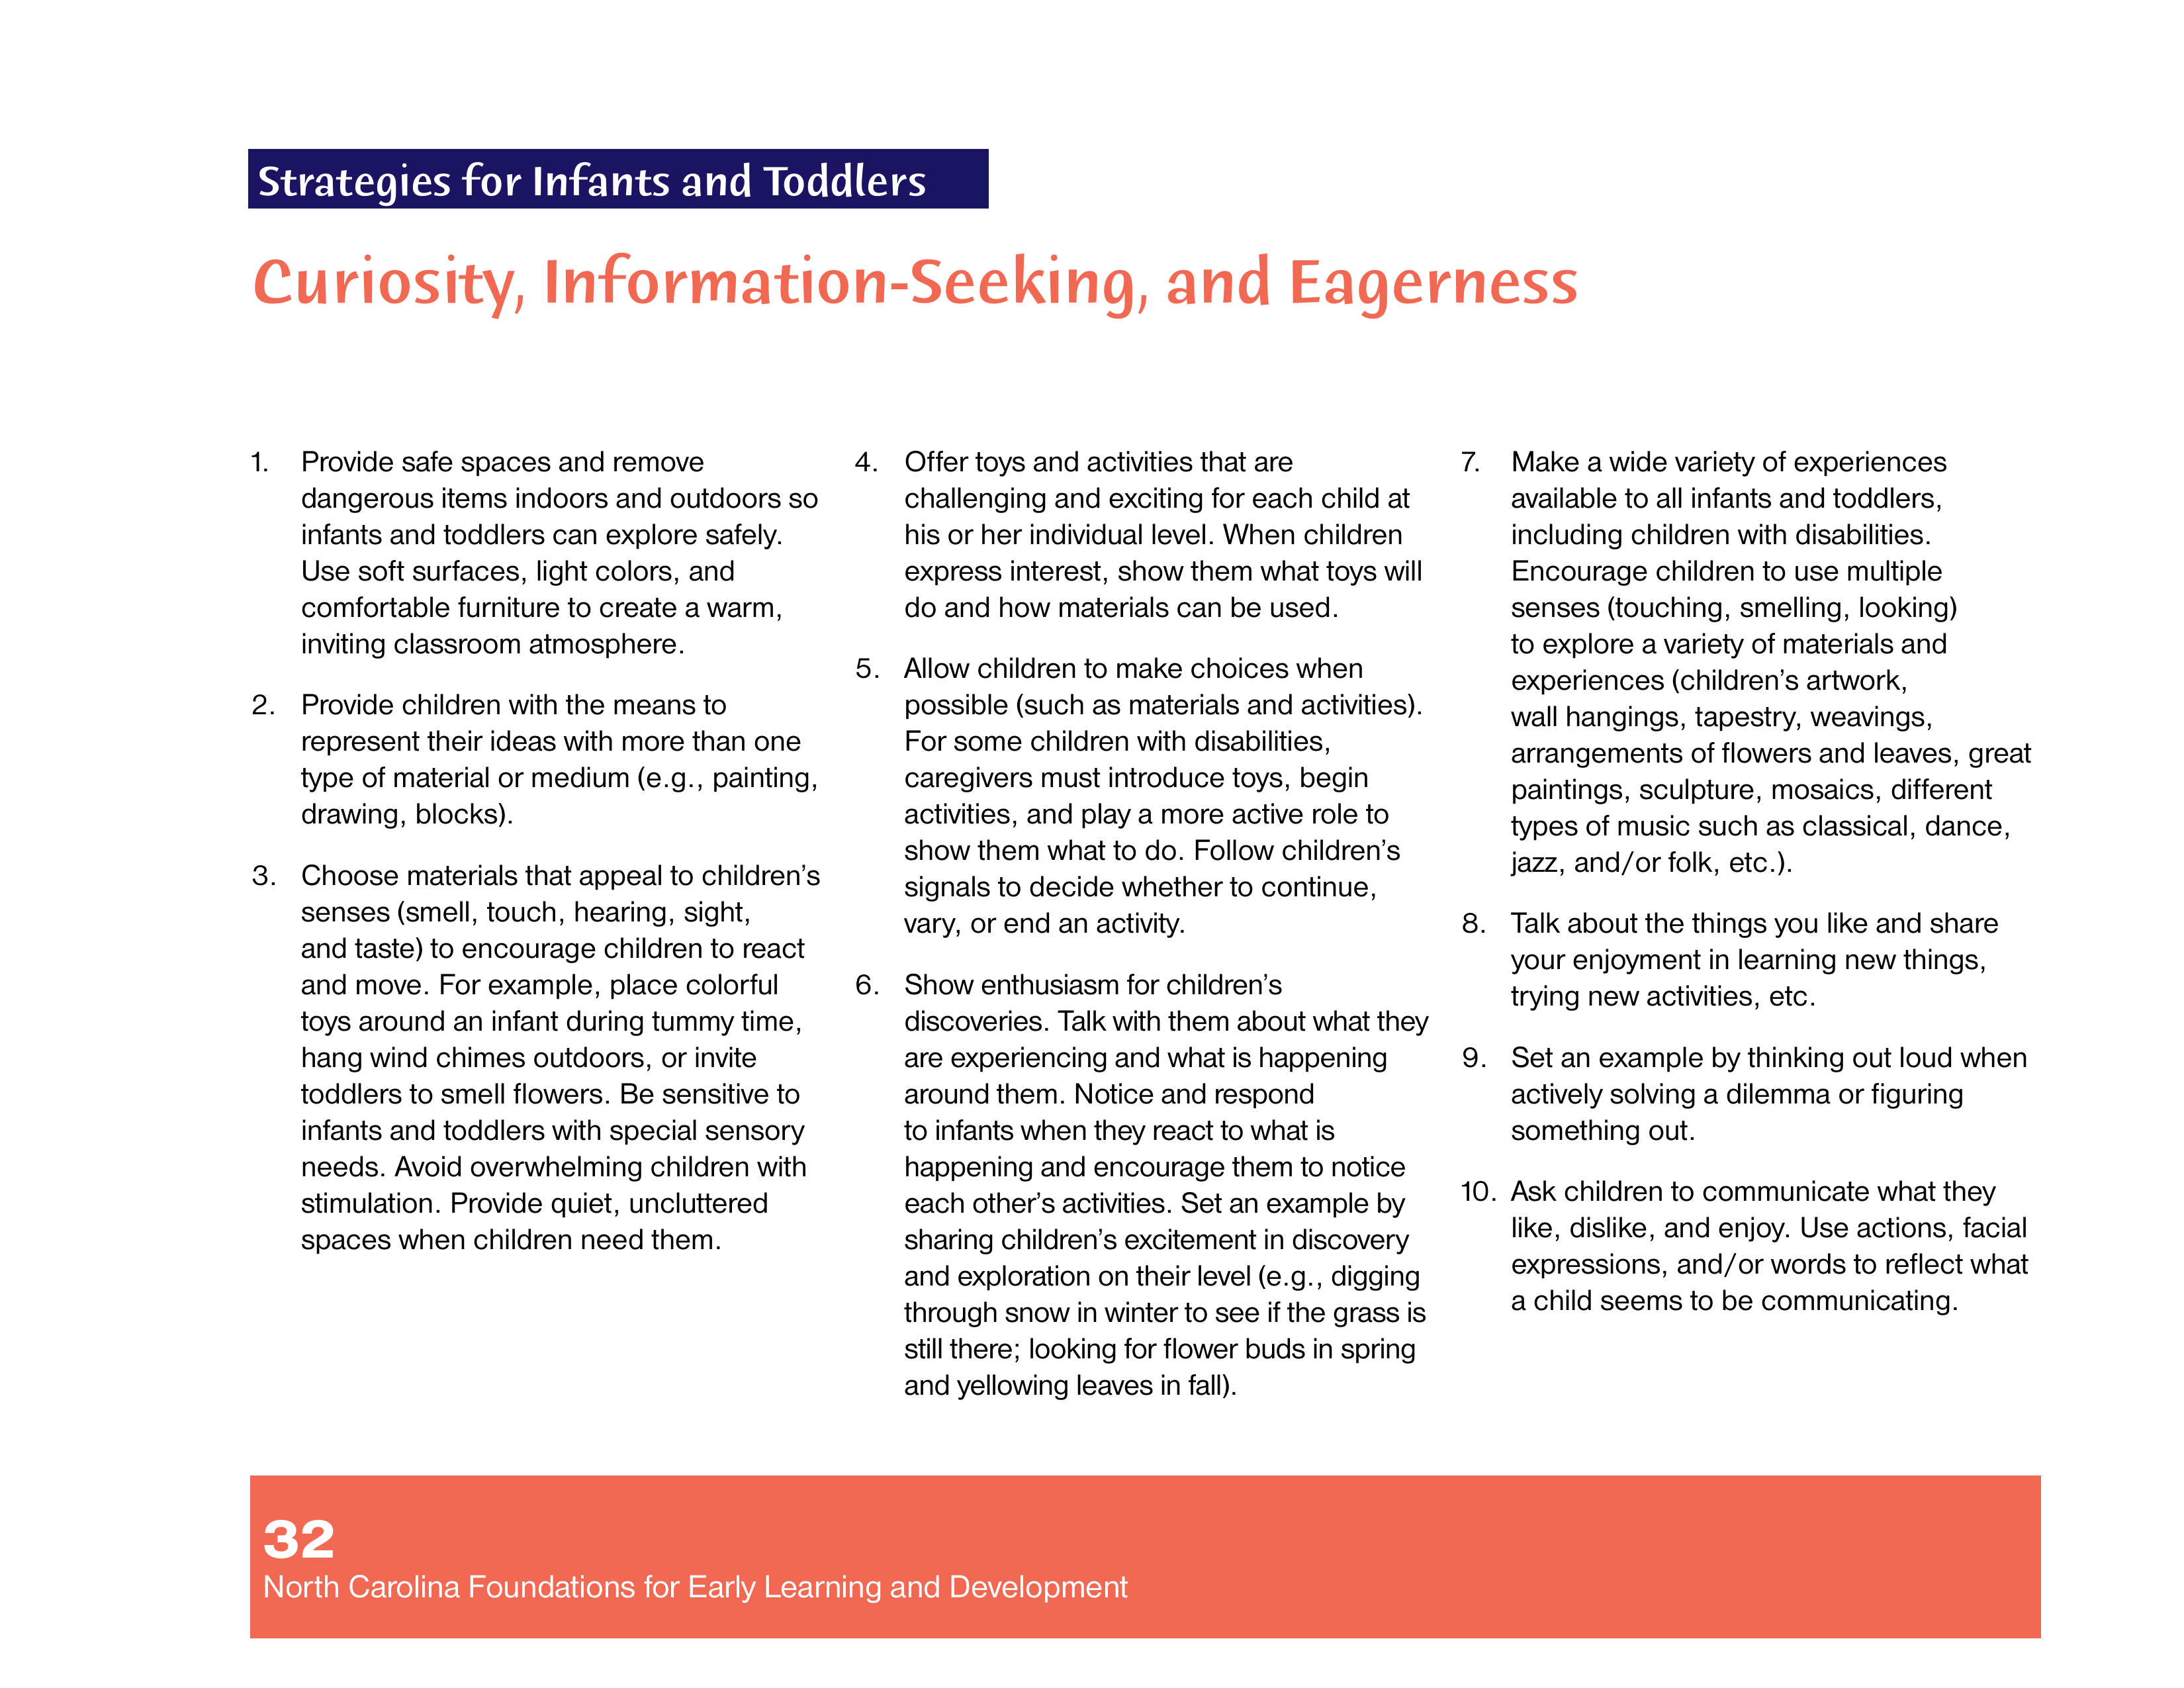 Strategies for Infants and Toddlers
Curiosity, Information-Seeking, and Eagerness
1. Provide safe spaces and remove
dangerous items indoors and outdoors so
infants and toddlers can explore safely.
Use soft surfaces, light colors, and
comfortable furniture to create a warm,
inviting classroom atmosphere.
2. Provide children with the means to
represent their ideas with more than one
type of material or medium (e.g., painting,
drawing, blocks).
3. Choose materials that appeal to children’s
senses (smell, touch, hearing, sight,
and taste) to encourage children to react
and move. For example, place colorful
toys around an infant during tummy time,
hang wind chimes outdoors, or invite
toddlers to smell flowers. Be sensitive to
infants and toddlers with special sensory
needs. Avoid overwhelming children with
stimulation. Provide quiet, uncluttered
spaces when children need them.
4. Offer toys and activities that are
challenging and exciting for each child at
his or her individual level. When children
express interest, show them what toys will
do and how materials can be used.
5. Allow children to make choices when
possible (such as materials and activities).
For some children with disabilities,
caregivers must introduce toys, begin
activities, and play a more active role to
show them what to do. Follow children’s
signals to decide whether to continue,
vary, or end an activity.
6. Show enthusiasm for children’s
discoveries. Talk with them about what they
are experiencing and what is happening
around them. Notice and respond
to infants when they react to what is
happening and encourage them to notice
each other’s activities. Set an example by
sharing children’s excitement in discovery
and exploration on their level (e.g., digging
through snow in winter to see if the grass is
still there; looking for flower buds in spring
and yellowing leaves in fall).
7. Make a wide variety of experiences
available to all infants and toddlers,
including children with disabilities.
Encourage children to use multiple
senses (touching, smelling, looking)
to explore a variety of materials and
experiences (children’s artwork,
wall hangings, tapestry, weavings,
arrangements of flowers and leaves, great
paintings, sculpture, mosaics, different
types of music such as classical, dance,
jazz, and/or folk, etc.).
8. Talk about the things you like and share
your enjoyment in learning new things,
trying new activities, etc.
9. Set an example by thinking out loud when
actively solving a dilemma or figuring
something out.
10. Ask children to communicate what they
like, dislike, and enjoy. Use actions, facial
expressions, and/or words to reflect what
a child seems to be communicating.
32
North Carolina Foundations for Early Learning and Development